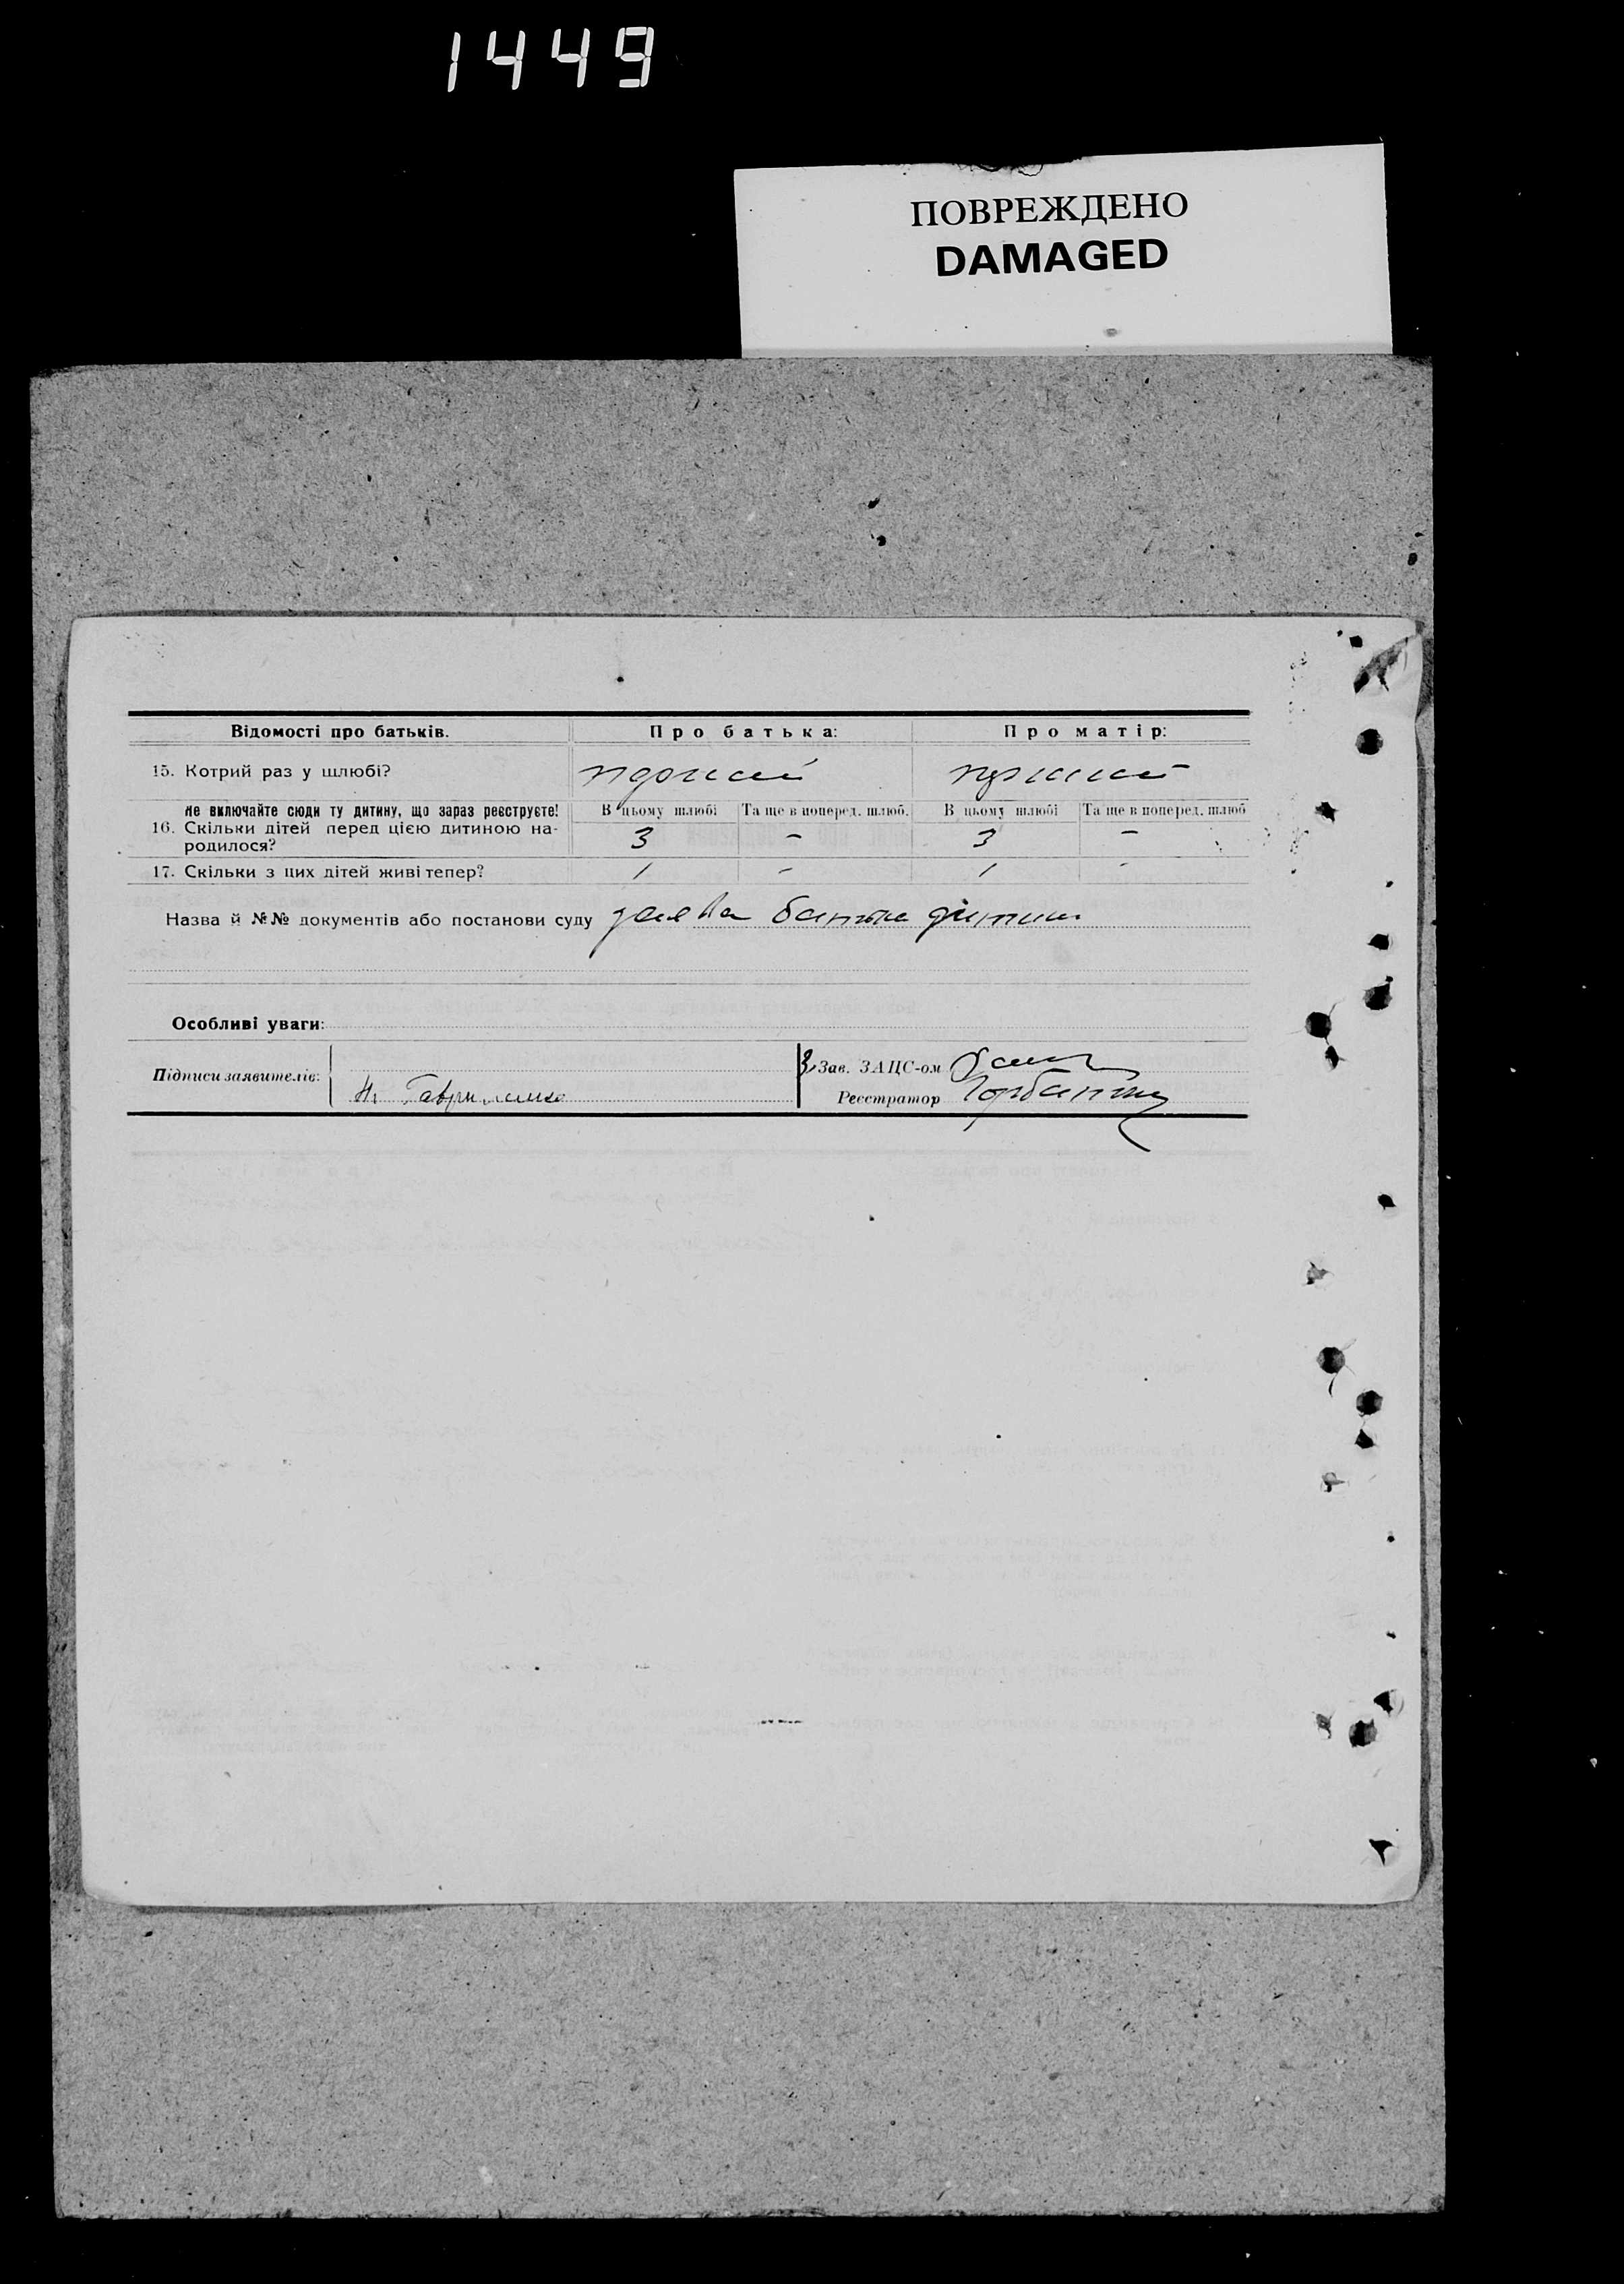 1449
ПОВРЕЖДЕНО
DAMAGED
Відомості про батьків. Про батька: Про матір:
15. Котрий раз у шлюбі? перший перший
Не включайте сюди ту дитину, що зараз реєструєте! В цьому шлюбі Та ще в поперед. шлюб. В цьому шлюбі Та ще в поперед. шлюб
16. Скільки дітей перед цією дитиною на-
родилося? 3 - 3 -
17. Скільки з цих дітей живі тепер? 1 - 1 -
Назва й №№ документів або постанови суду заява батька дитини
Особливі уваги:
Підписи заявителів:
Зав. ЗАЦС-ом
Реєстратор